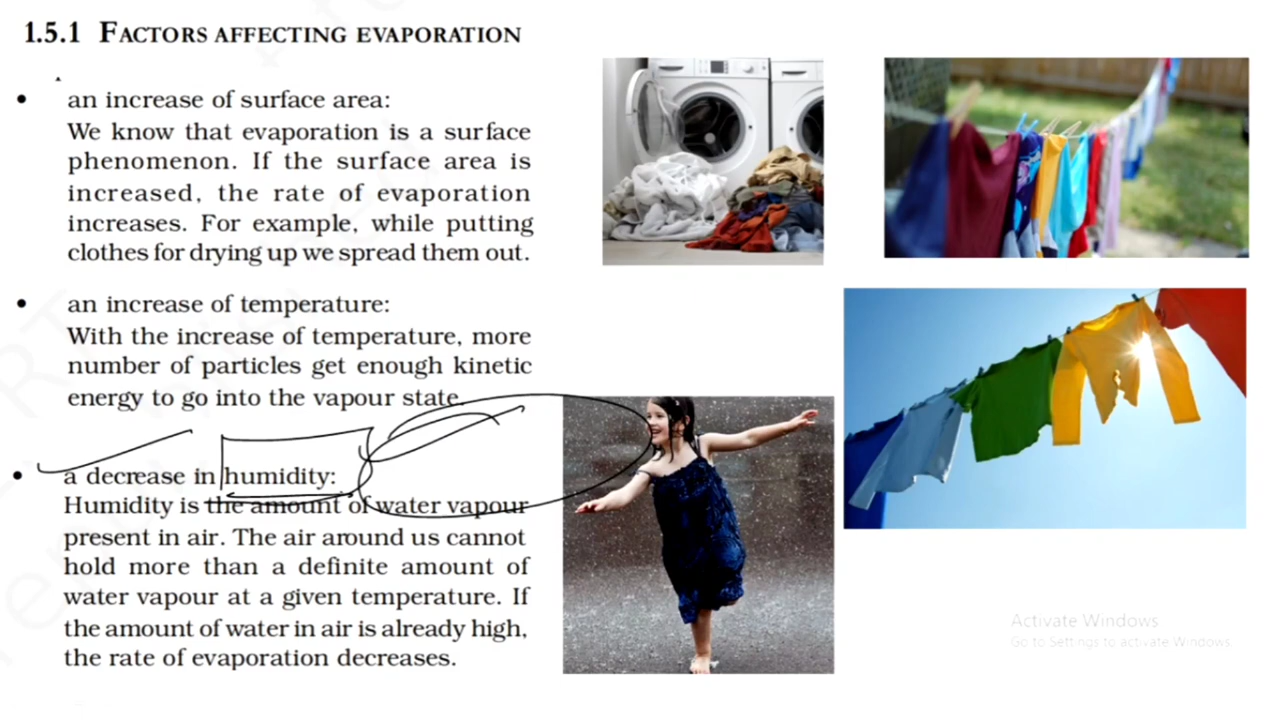 1.5.1 FACTORS AFFECTING EVAPORATION
• an increase of surface area:
We know that evaporation is a surface
phenomenon. If the surface area is
increased, the rate of evaporation
increases. For example, while putting
clothes for drying up we spread them out.
• an increase of temperature:
With the increase of temperature, more
number of particles get enough kinetic
energy to go into the vapour state.
• a decrease in humidity:
Humidity is the amount of water vapour
present in air. The air around us cannot
hold more than a definite amount of
water vapour at a given temperature. If
the amount of water in air is already high,
the rate of evaporation decreases.
Activate Windows
Go to Settings to activate Windows.